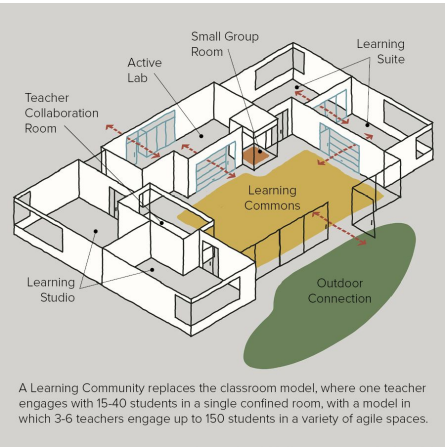 Small Group
Room
Learning
Suite
Active
Lab
Teacher
Collaboration
Room
Learning
Commons
Learning
Studio
Outdoor
Connection
A Learning Community replaces the classroom model, where one teacher
engages with 15-40 students in a single confined room, with a model in
which 3-6 teachers engage up to 150 students in a variety of agile spaces.